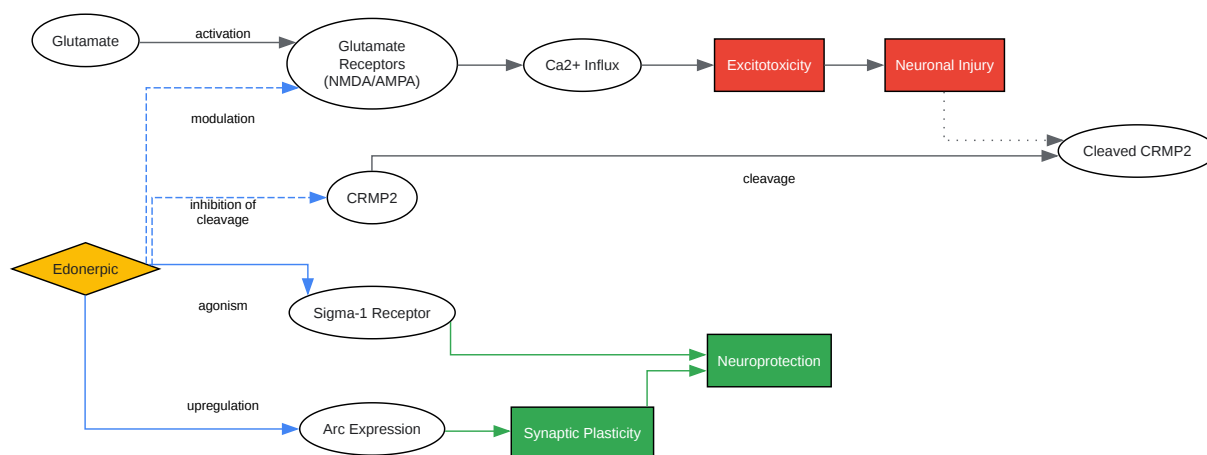 Glutamate
activation
Glutamate
Receptors
(NMDA/AMPA)
Ca2+ Influx
Excitotoxicity
Neuronal Injury
modulation
Cleaved CRMP2
cleavage
CRMP2
inhibition of
cleavage
Edonerpic
agonism
Sigma-1 Receptor
Neuroprotection
upregulation
Arc Expression
Synaptic Plasticity